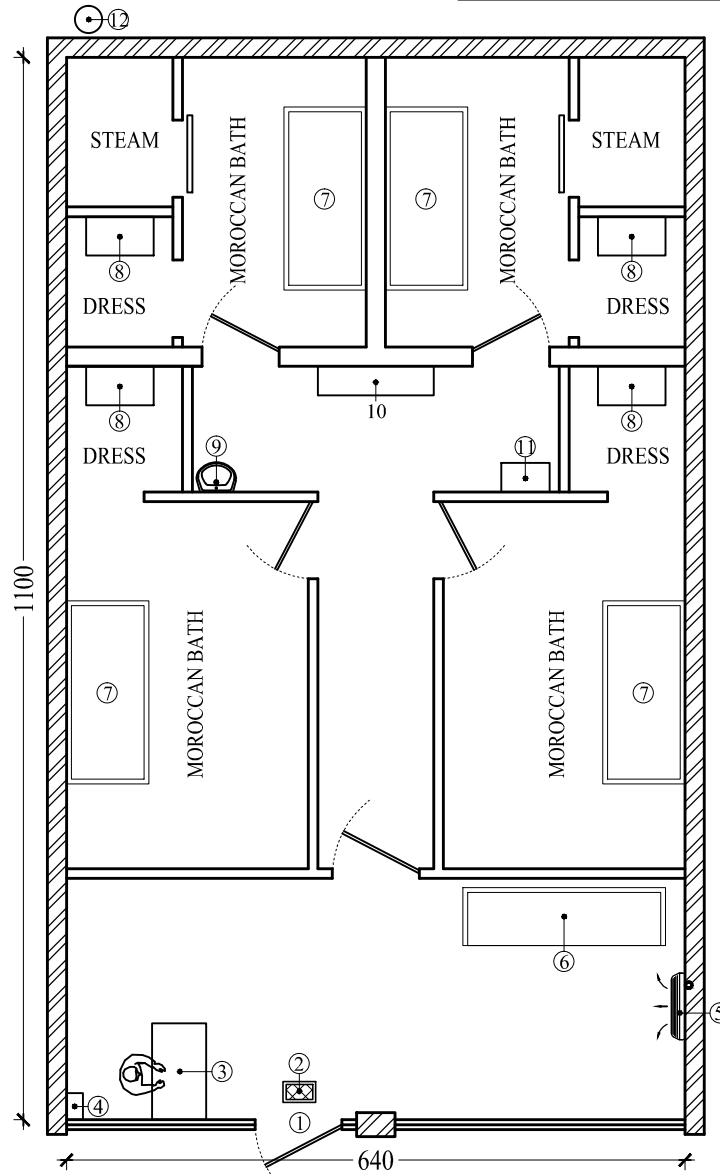 12
STEAM
MOROCCAN BATH
7
7
MOROCCAN BATH
STEAM
8
8
DRESS
DRESS
8
10
8
DRESS
9
11
DRESS
1100
7
MOROCCAN BATH
MOROCCAN BATH
7
6
5
3
2
4
1
640